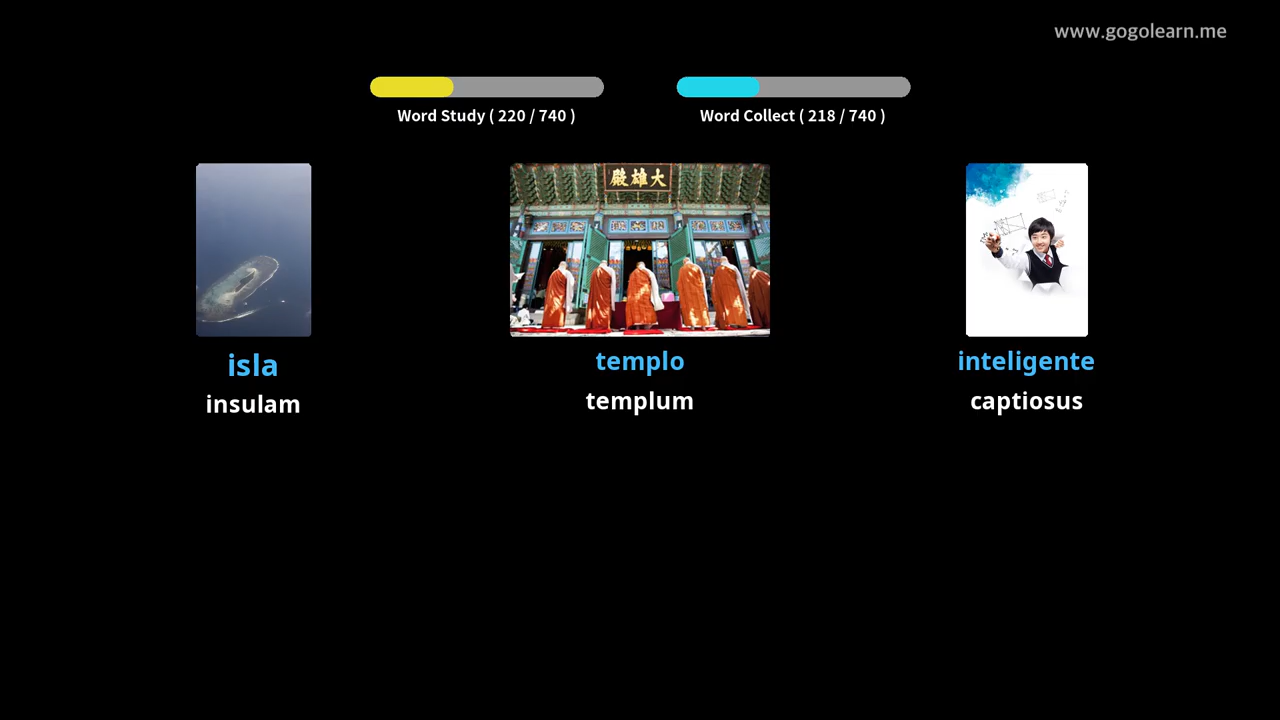 www.gogolearn.me
Word Study ( 220 / 740 )
Word Collect ( 218 / 740 )
殿雄大
isla
templo
inteligente
insulam
templum
captiosus